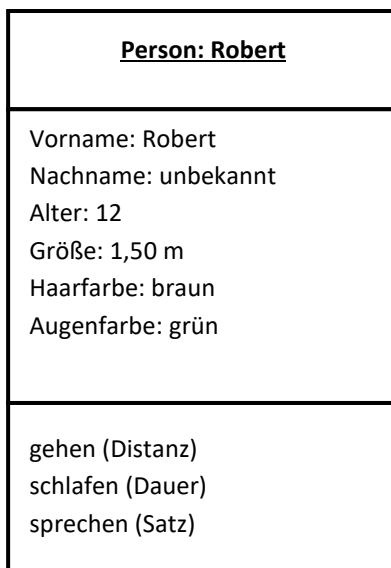 Person: Robert
Vorname: Robert
Nachname: unbekannt
Alter: 12
Größe: 1,50 m
Haarfarbe: braun
Augenfarbe: grün
gehen (Distanz)
schlafen (Dauer)
sprechen (Satz)